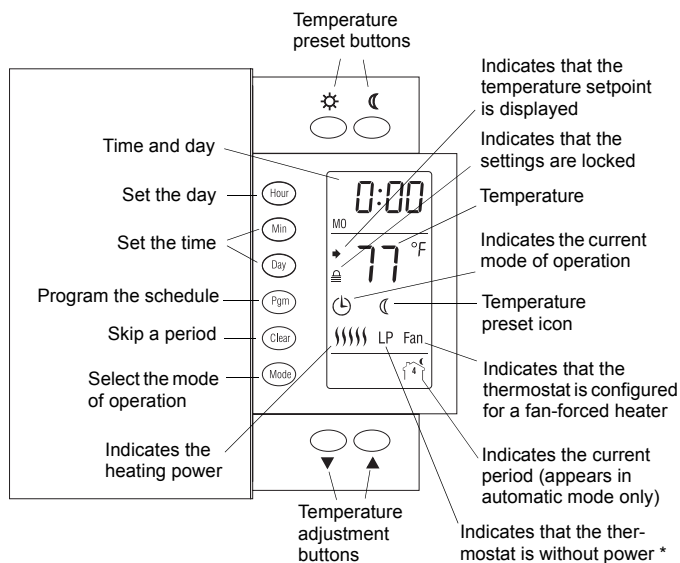 Temperature
preset buttons
Indicates that the
temperature setpoint
is displayed
Indicates that the
settings are locked
Time and day
Set the day
Set the time
Program the schedule
Skip a period
Select the mode
of operation
Indicates the
heating power
Hour
Min
Day
Pgm
Clear
Mode
0:00
MO
77 °F
LP Fan
4
Temperature
Indicates the current
mode of operation
Temperature
preset icon
Indicates that the
thermostat is configured
for a fan-forced heater
Indicates the current
period (appears in
automatic mode only)
Temperature
adjustment
buttons
Indicates that the ther-
mostat is without power *